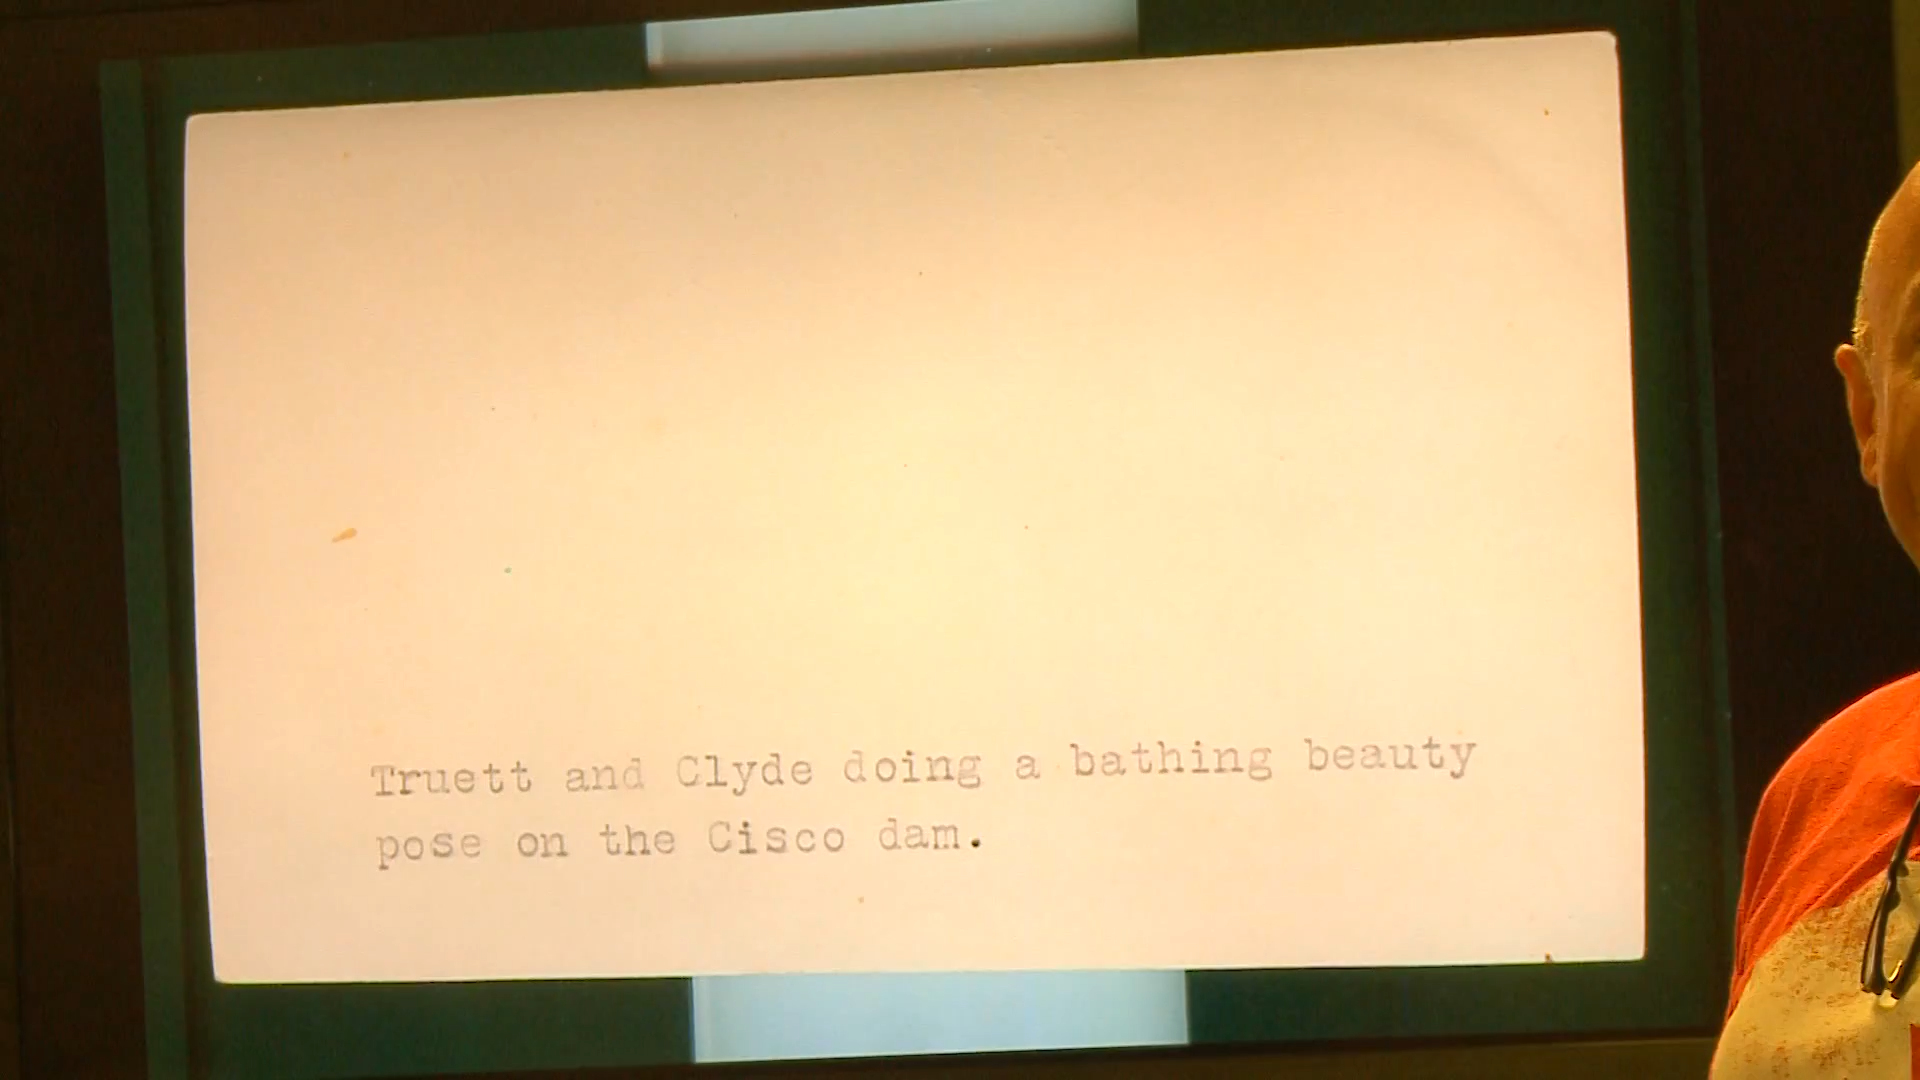 Truett and Clyde doing a bathing beauty
pose on the Cisco dam.